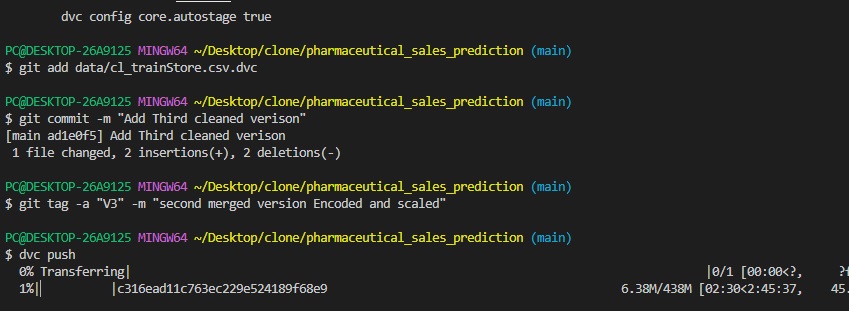 dvc config core.autostage true
PC@DESKTOP-26A9125 MINGW64 ~/Desktop/clone/pharmaceutical_sales_prediction (main)
$ git add data/cl_trainStore.csv.dvc
PC@DESKTOP-26A9125 MINGW64 ~/Desktop/clone/pharmaceutical_sales_prediction (main)
$ git commit -m "Add Third cleaned verison"
[main ad1e0f5] Add Third cleaned verison
1 file changed, 2 insertions(+), 2 deletions(-)
PC@DESKTOP-26A9125 MINGW64 ~/Desktop/clone/pharmaceutical_sales_prediction (main)
$ git tag -a "V3" -m "second merged version Encoded and scaled"
PC@DESKTOP-26A9125 MINGW64 ~/Desktop/clone/pharmaceutical_sales_prediction (main)
$ dvc push
0% Transferring| |0/1 [00:00<?, ?f
1%| |c316ead11c763ec229e524189f68e9 6.38M/438M [02:30<2:45:37, 45.